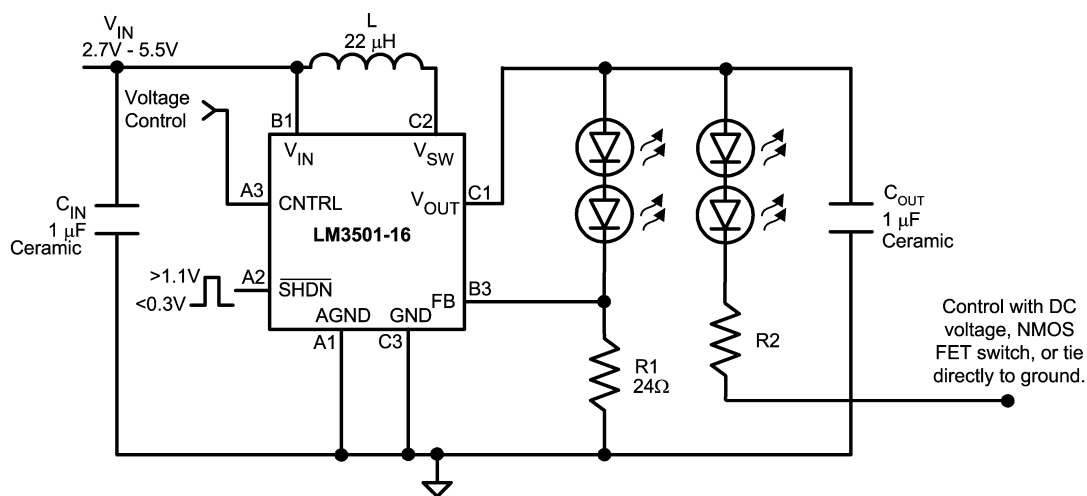 V_IN
2.7V - 5.5V
L
22 μH
Voltage
Control
B1
C2
V_IN
V_SW
A3
CNTRL
V_OUT
C1
LM3501-16
C_IN
1 μF
Ceramic
C_OUT
1 μF
Ceramic
>1.1V
<0.3V
A2
SHDN
FB
B3
AGND
GND
A1
C3
R1
24Ω
R2
Control with DC
voltage, NMOS
FET switch, or tie
directly to ground.